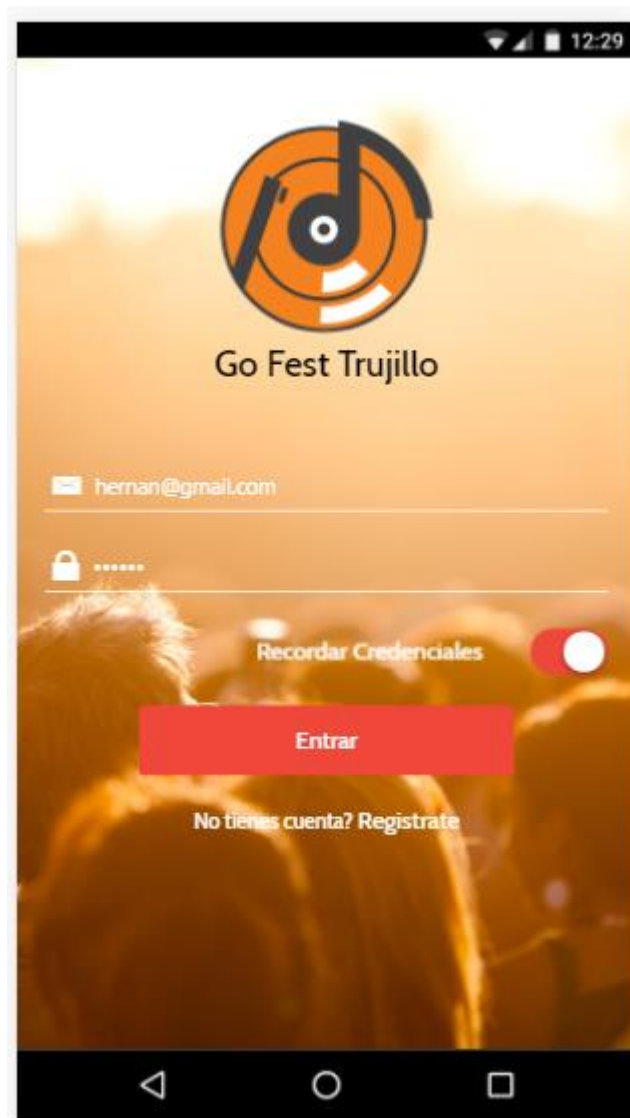 12:29
Go Fest Trujillo
hernan@gmail.com
••••••
Recordar Credenciales
Entrar
No tienes cuenta? Registrate